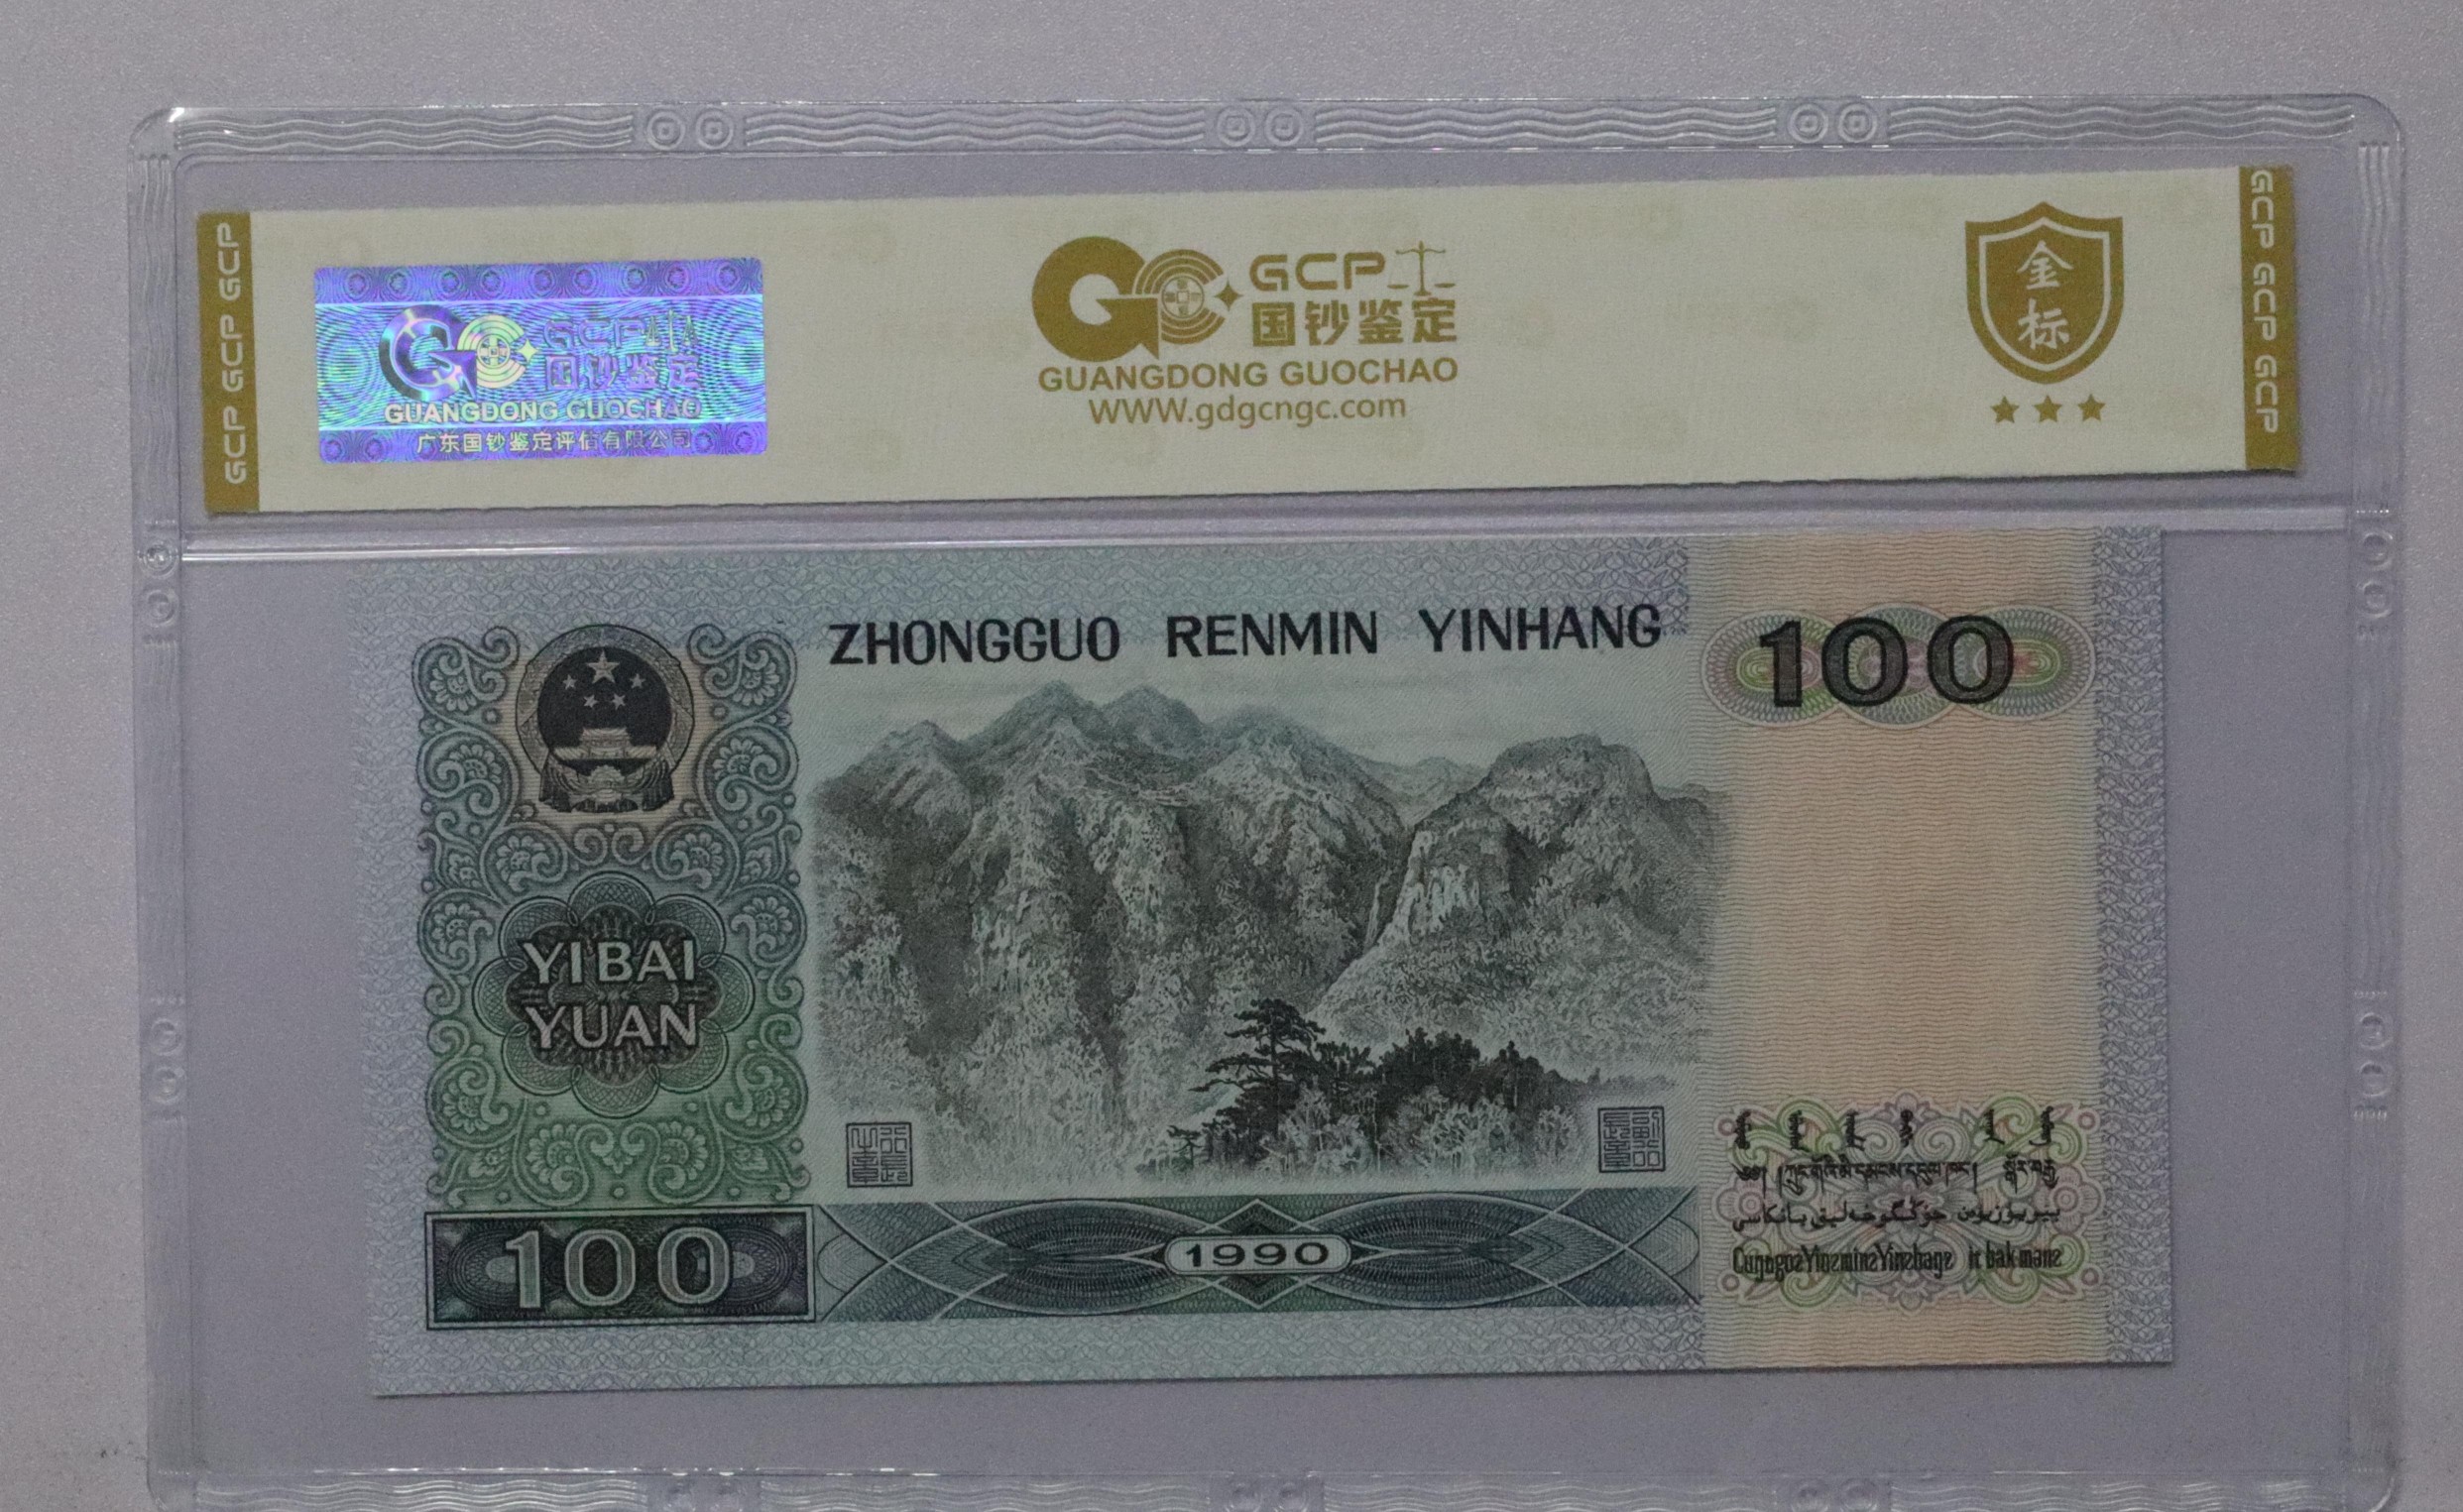 GCP GCP GCP
GCP
国钞鉴定
GUANGDONG GUOCHAO
广东国钞鉴定评估有限公司
GCP
国钞鉴定
GUANGDONG GUOCHAO
WWW.gdgcngc.com
金
标
GCP GCP GCP
ZHONGGUO RENMIN YINHANG
100
YIBAI
YUAN
100
1990